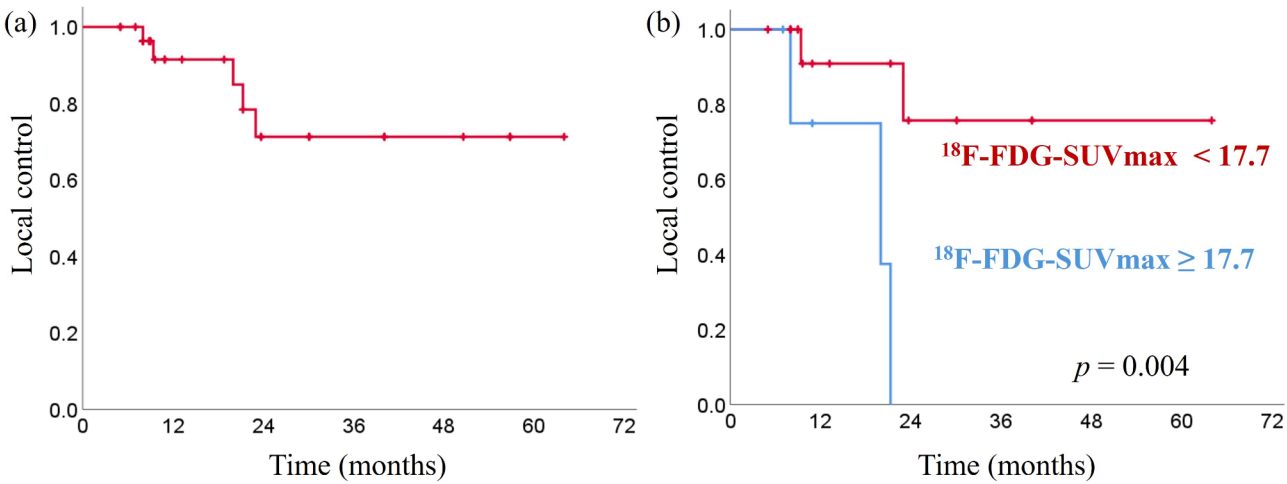 (a)
Local control
1.0
0.8
0.6
0.4
0.2
0.0
0 12 24 36 48 60 72
Time (months)
(b)
Local control
1.0
0.8
0.6
0.4
0.2
0.0
¹⁸F-FDG-SUVmax < 17.7
¹⁸F-FDG-SUVmax ≥ 17.7
p = 0.004
0 12 24 36 48 60 72
Time (months)